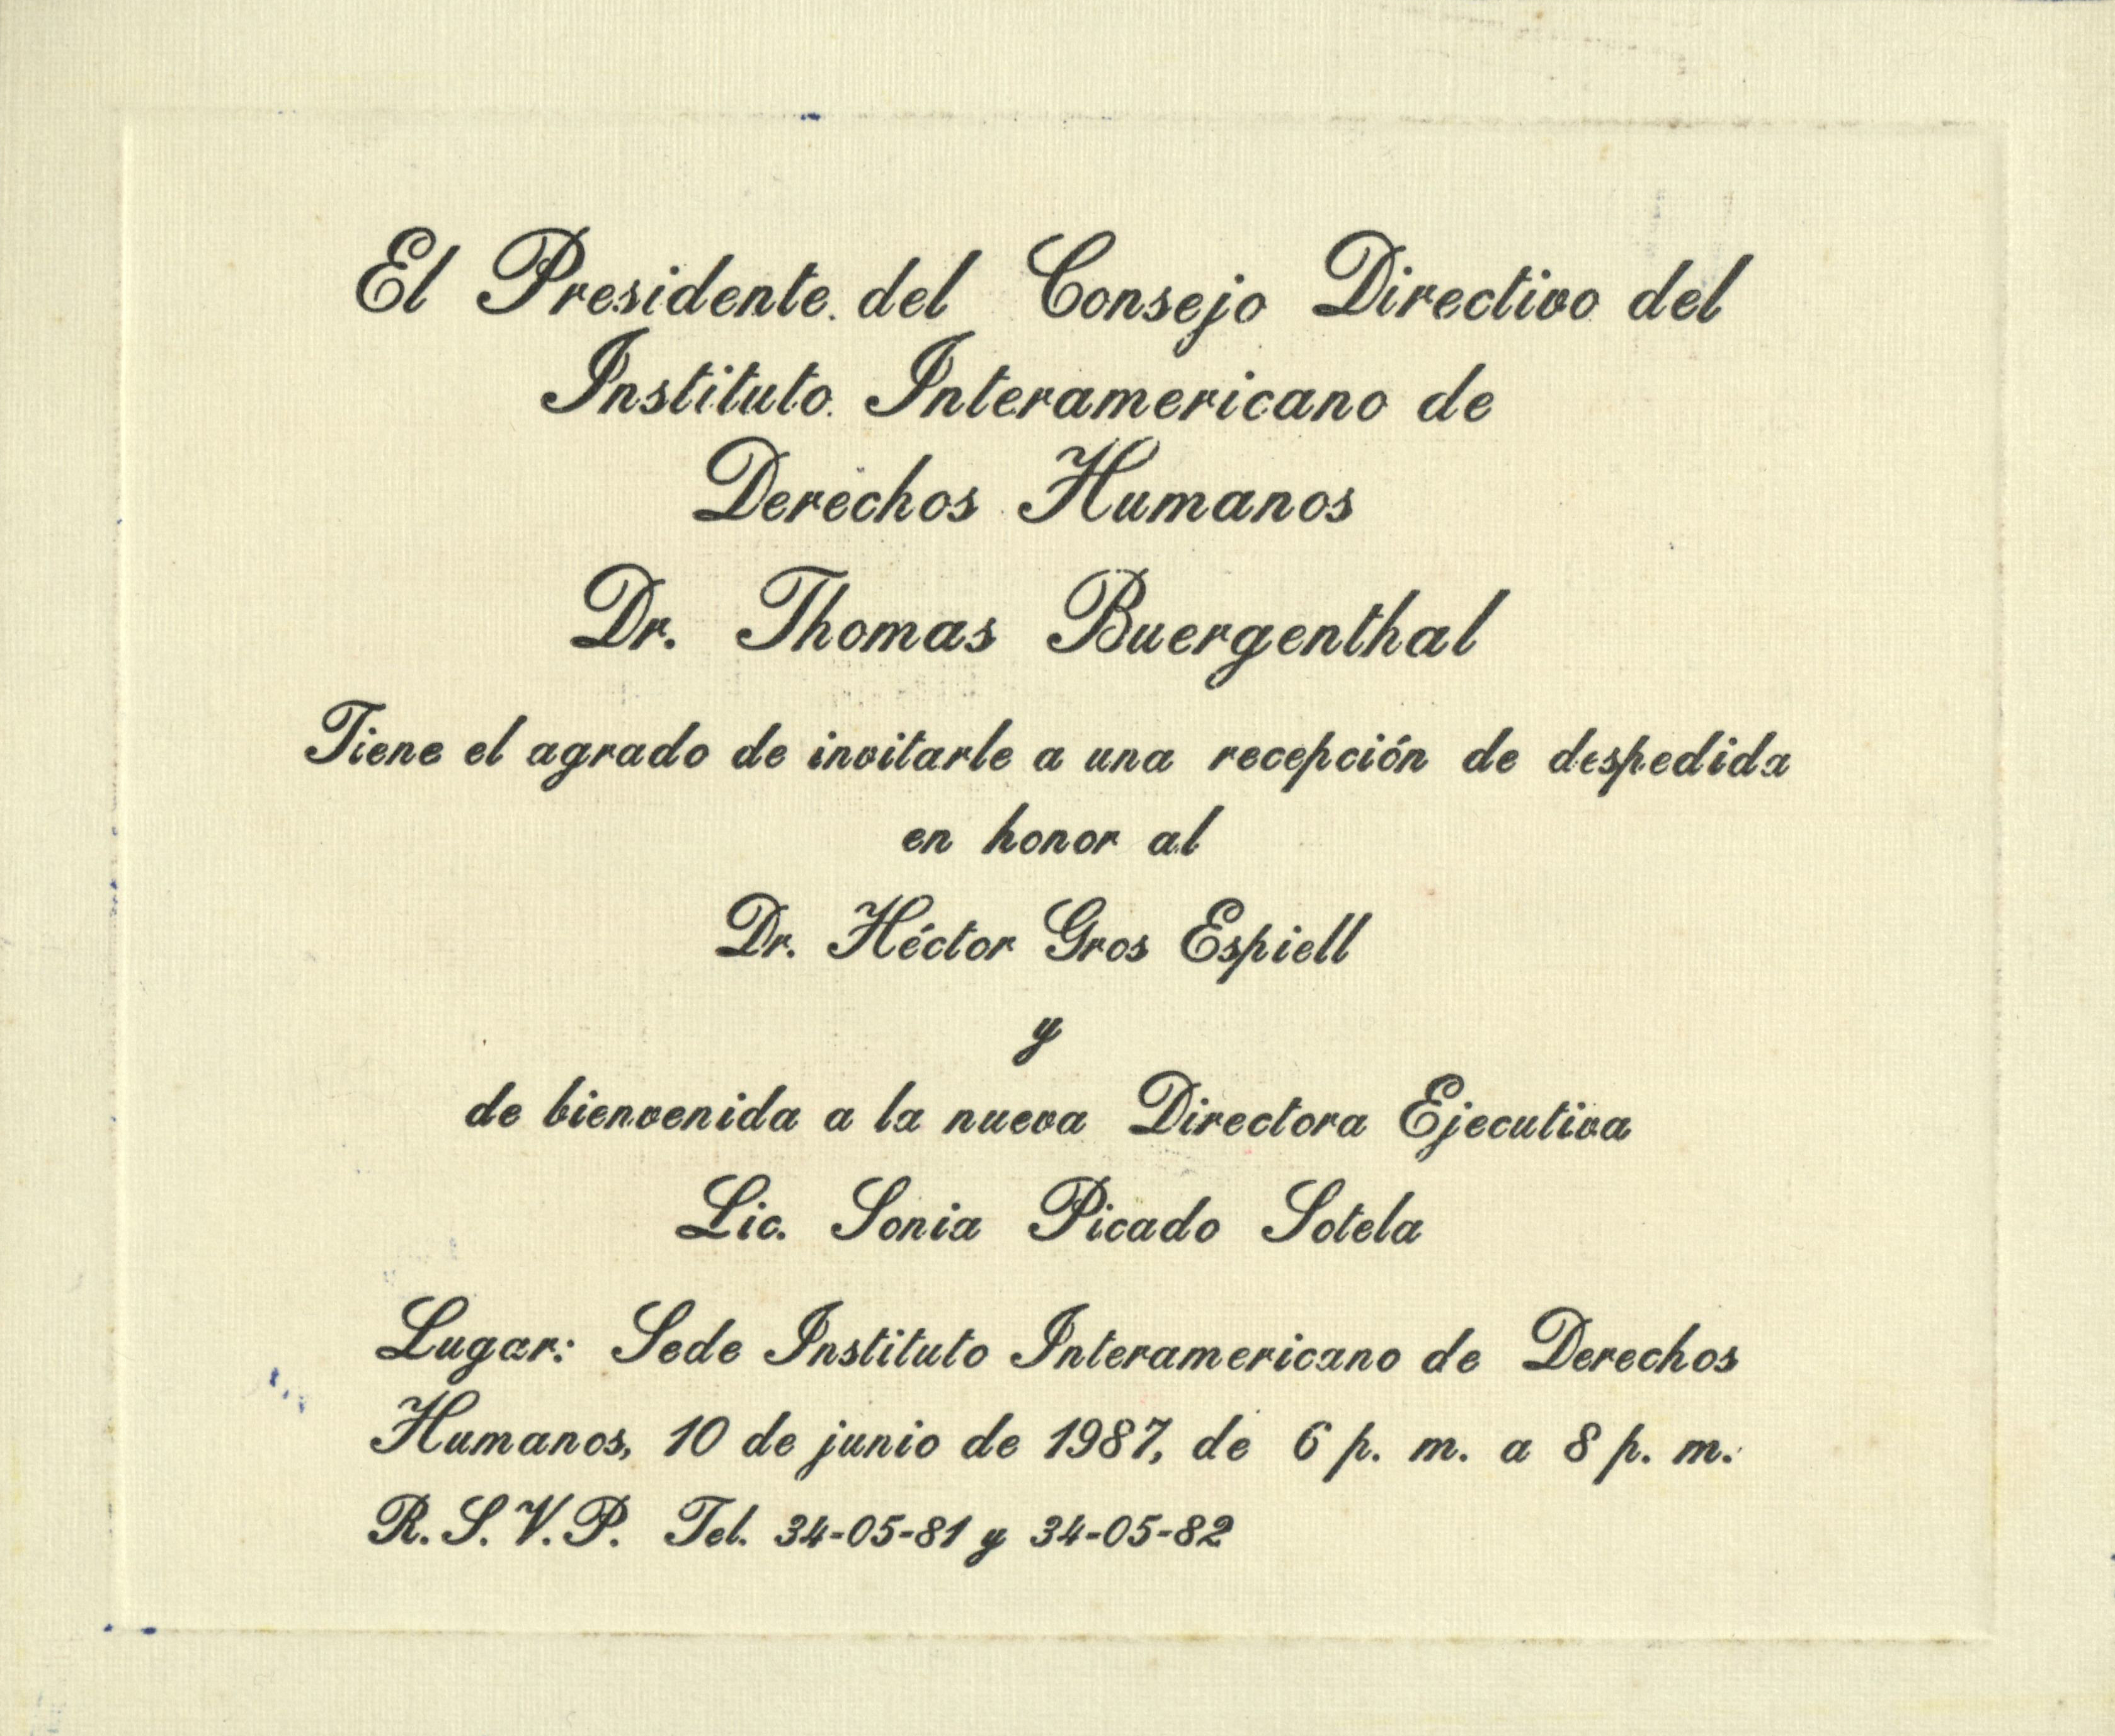 El Presidente del Consejo Directivo del
Instituto Interamericano de
Derechos Humanos
Dr. Thomas Buergenthal
Tiene el agrado de invitarle a una recepción de despedida
en honor al
Dr. Héctor Gros Espiell
y
de bienvenida a la nueva Directora Ejecutiva
Lic. Sonia Picado Sotela
Lugar: Sede Instituto Interamericano de Derechos
Humanos, 10 de junio de 1987, de 6 p. m. a 8 p. m.
R. S. V. P. Tel. 34-05-81 y 34-05-82